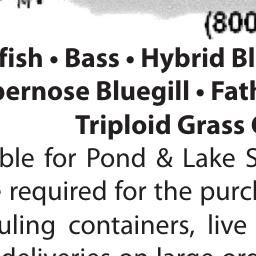 (800
fish • Bass • Hybrid Bl
pernose Bluegill • Fath
Triploid Grass C
ble for Pond & Lake S
required for the purc
uling containers, live
deliveries on large or